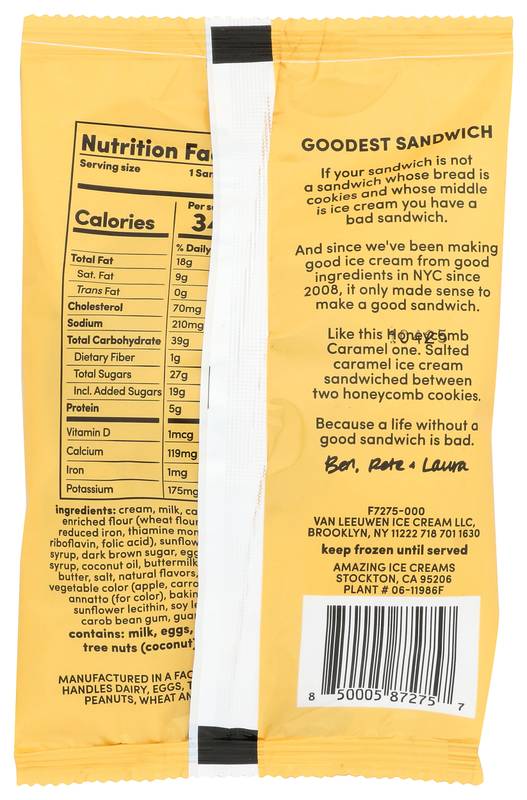 Nutrition Fa
Serving size 1 Sar
Calories
Per s
34
% Daily
Total Fat 18g
Sat. Fat 9g
Trans Fat 0g
Cholesterol 70mg
Sodium 210mg
Total Carbohydrate 39g
Dietary Fiber 1g
Total Sugars 27g
Incl. Added Sugars 19g
Protein 5g
Vitamin D 1mcg
Calcium 119mg
Iron 1mg
Potassium 175mg
ingredients: cream, milk, ca
enriched flour (wheat flour
reduced iron, thiamine mon
riboflavin, folic acid), sunflow
syrup, dark brown sugar, egg
syrup, coconut oil, buttermilk
butter, salt, natural flavors,
vegetable color (apple, carro
annatto (for color), bakin
sunflower lecithin, soy le
carob bean gum, guar
contains: milk, eggs,
tree nuts (coconut)
MANUFACTURED IN A FAC
HANDLES DAIRY, EGGS, T
PEANUTS, WHEAT AN
GOODEST SANDWICH
If your sandwich is not
a sandwich whose bread is
cookies and whose middle
is ice cream you have a
bad sandwich.
And since we've been making
good ice cream from good
ingredients in NYC since
2008, it only made sense to
make a good sandwich.
Like this Honeycomb
Caramel one. Salted
caramel ice cream
sandwiched between
two honeycomb cookies.
Because a life without a
good sandwich is bad.
Ben, Pete & Laura
F7275-000
VAN LEEUWEN ICE CREAM LLC,
BROOKLYN, NY 11222 718 701 1630
keep frozen until served
AMAZING ICE CREAMS
STOCKTON, CA 95206
PLANT # 06-11986F
8 50005 87275 7